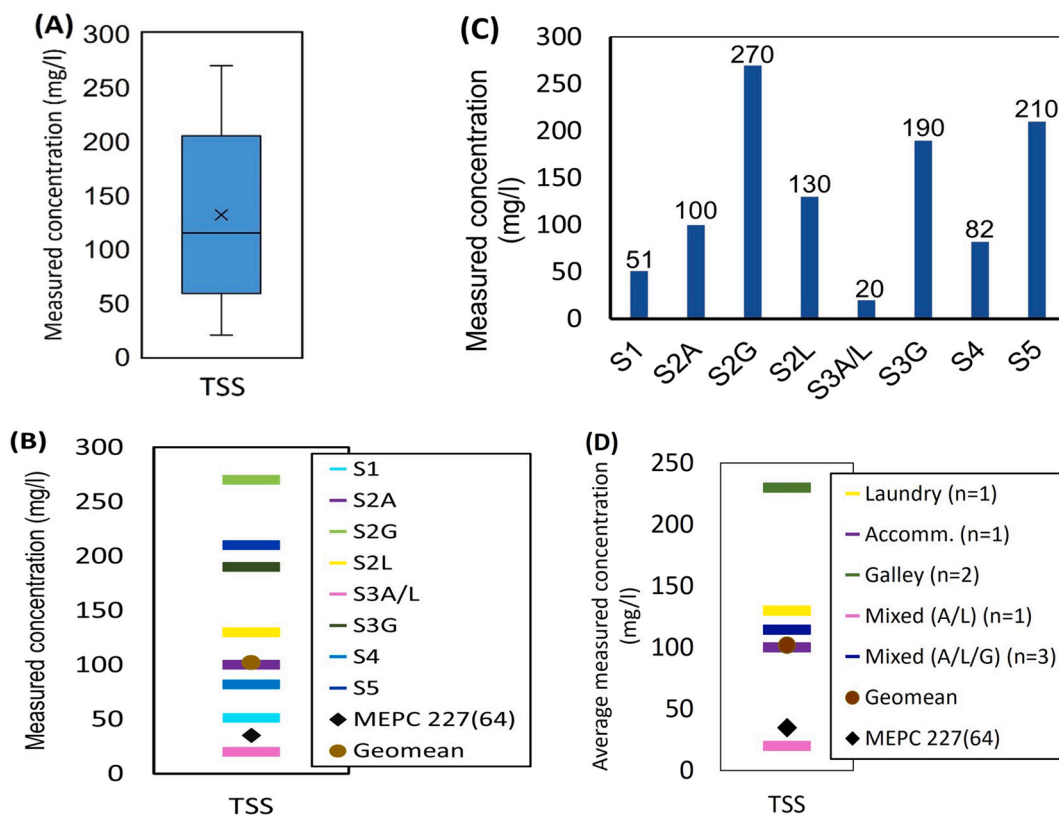 (A)
Measured concentration (mg/l)
300
250
200
150
100
50
0
TSS
(C)
Measured concentration
(mg/l)
300
250
200
150
100
50
0
51
100
270
130
20
190
82
210
S1
S2A
S2G
S2L
S3A/L
S3G
S4
S5
(B)
Measured concentration (mg/l)
300
250
200
150
100
50
0
TSS
S1
S2A
S2G
S2L
S3A/L
S3G
S4
S5
MEPC 227(64)
Geomean
(D)
Average measured concentration
(mg/l)
250
200
150
100
50
0
TSS
Laundry (n=1)
Accomm. (n=1)
Galley (n=2)
Mixed (A/L) (n=1)
Mixed (A/L/G) (n=3)
Geomean
MEPC 227(64)